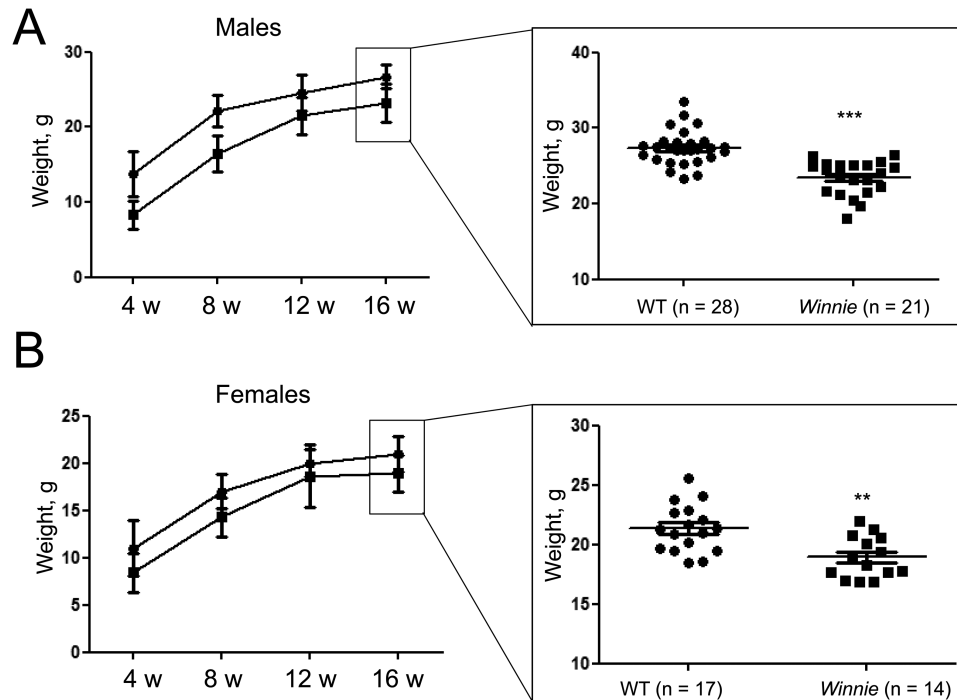 A
Males
Weight, g
30
20
10
0
4 w 8 w 12 w 16 w
Weight, g
40
30
20
10
***
WT (n = 28) Winnie (n = 21)
B
Females
Weight, g
25
20
15
10
5
0
4 w 8 w 12 w 16 w
Weight, g
30
25
20
15
10
**
WT (n = 17) Winnie (n = 14)